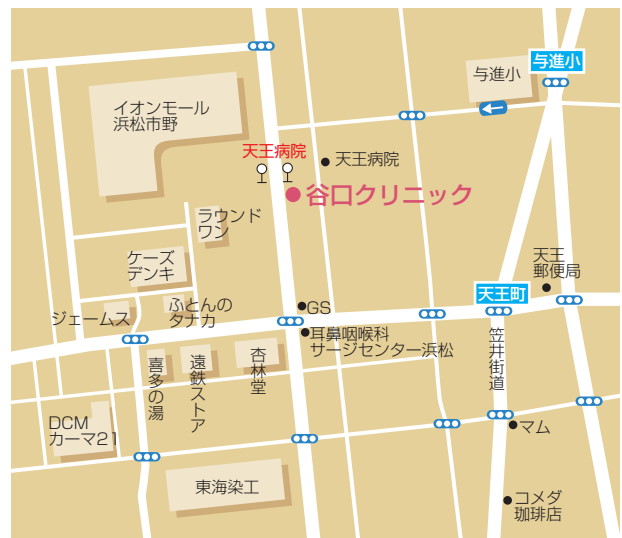 与進小
与進小
イオンモール
浜松市野
天王病院
天王病院
谷口クリニック
ラウンド
ワン
ケーズ
デンキ
天王
郵便局
天王町
ふとんの
タナカ
GS
ジェームス
耳鼻咽喉科
サージセンター浜松
笠井街道
喜多の湯
遠鉄ストア
杏林堂
DCM
カーマ21
マム
東海染工
コメダ
珈琲店